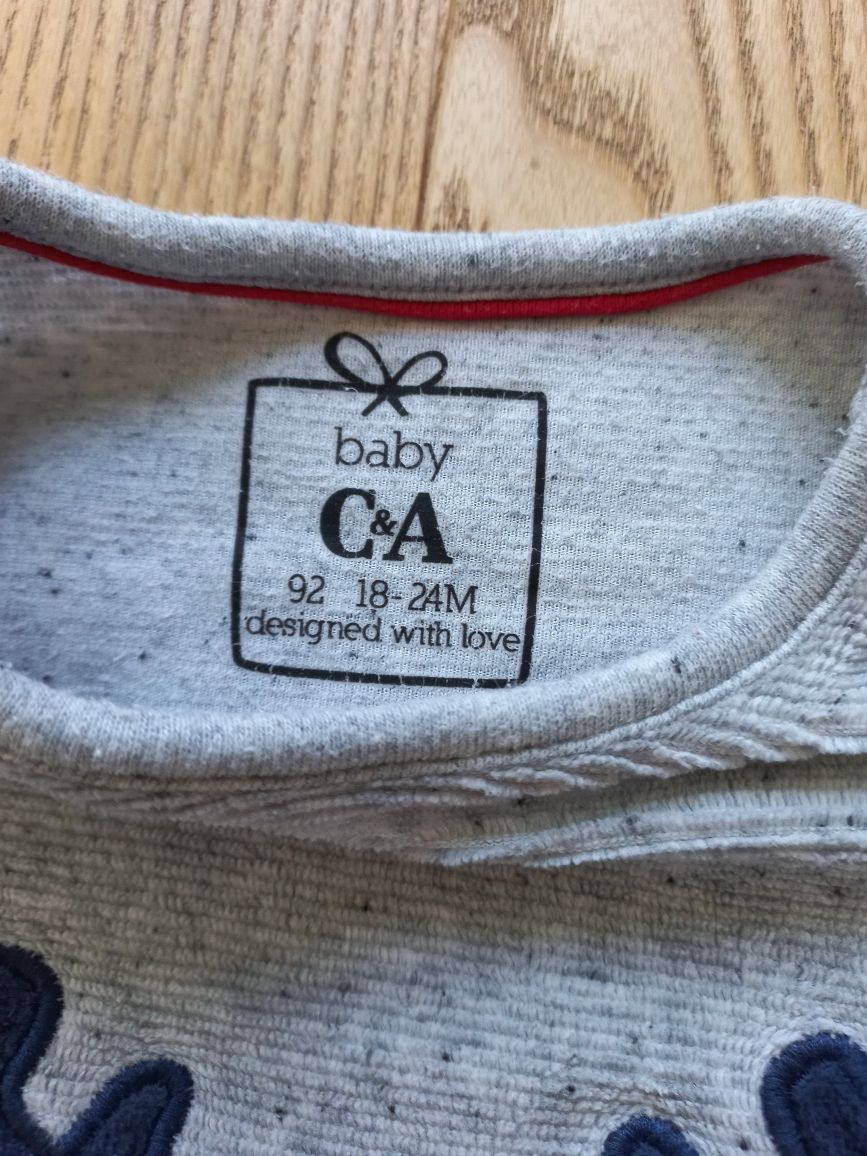 baby
C&A
92 18-24M
designed with love